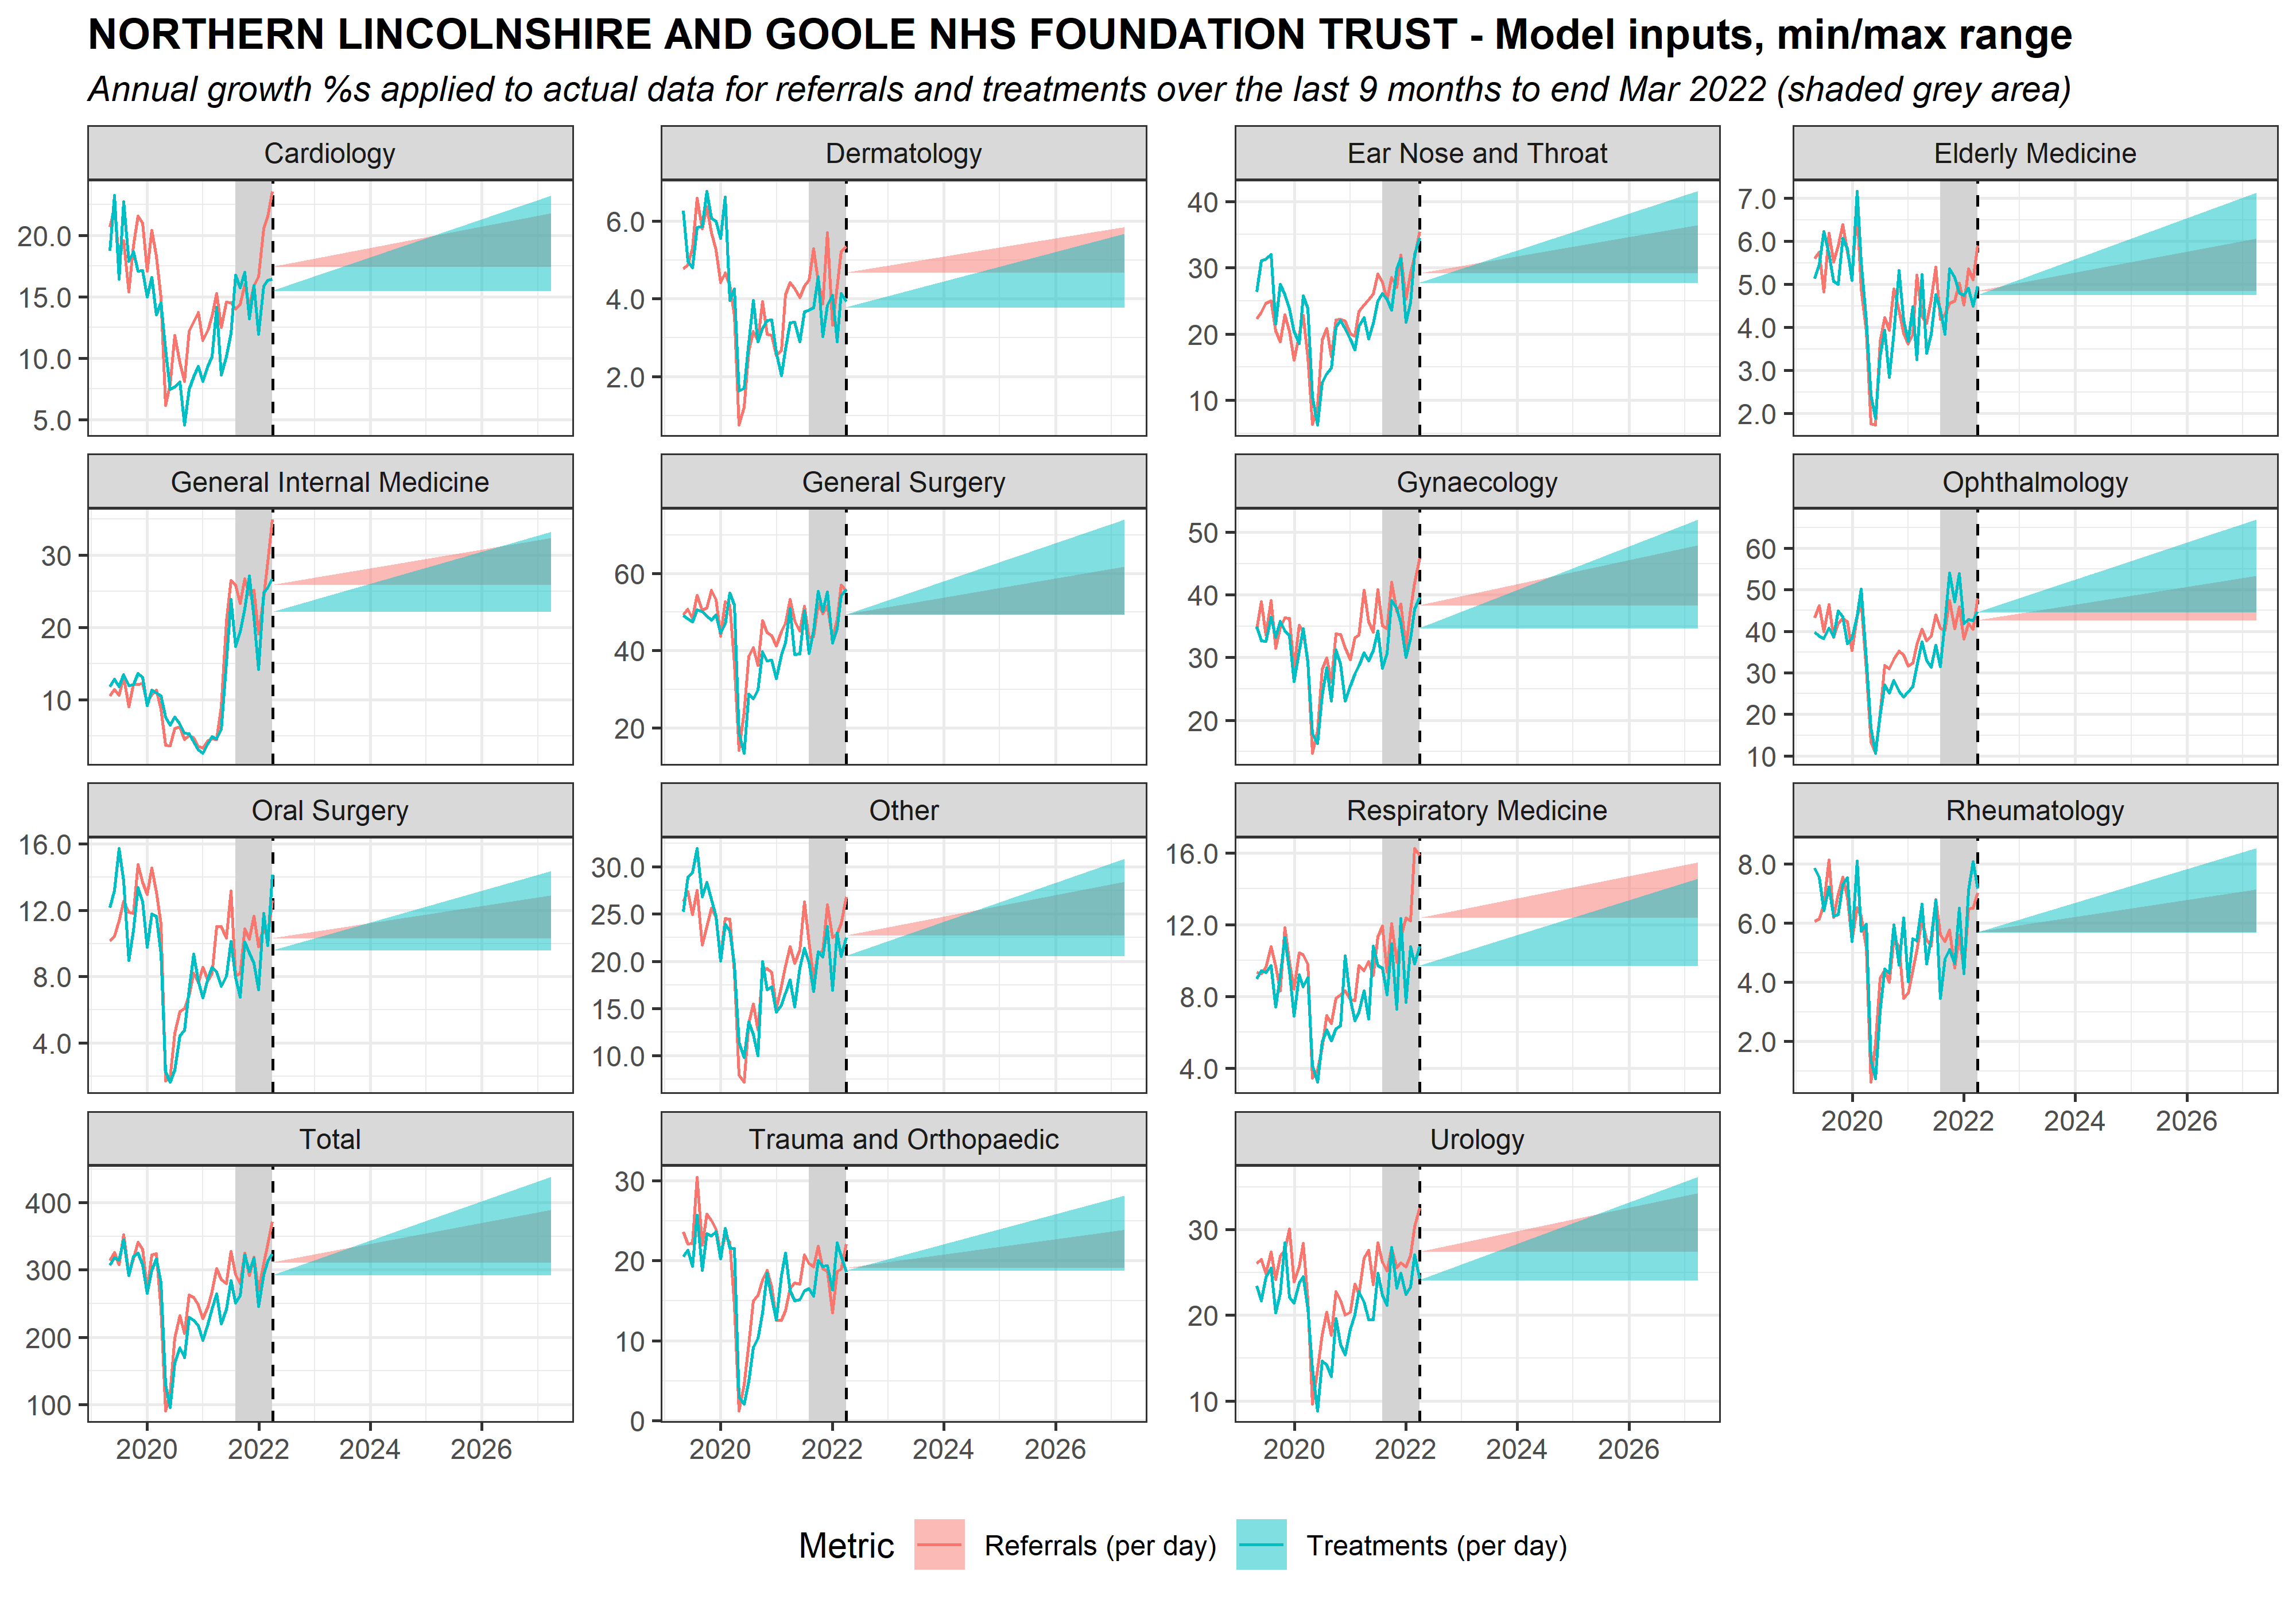 NORTHERN LINCOLNSHIRE AND GOOLE NHS FOUNDATION TRUST - Model inputs, min/max range
Annual growth %s applied to actual data for referrals and treatments over the last 9 months to end Mar 2022 (shaded grey area)
Cardiology
20.0
15.0
10.0
5.0
Dermatology
6.0
4.0
2.0
Ear Nose and Throat
40
30
20
10
Elderly Medicine
7.0
6.0
5.0
4.0
3.0
2.0
General Internal Medicine
30
20
10
General Surgery
60
40
20
Gynaecology
50
40
30
20
Ophthalmology
60
50
40
30
20
10
Oral Surgery
16.0
12.0
8.0
4.0
Other
30.0
25.0
20.0
15.0
10.0
Respiratory Medicine
16.0
12.0
8.0
4.0
Rheumatology
8.0
6.0
4.0
2.0
2020 2022 2024 2026
Total
400
300
200
100
2020 2022 2024 2026
Trauma and Orthopaedic
30
20
10
0
2020 2022 2024 2026
Urology
30
20
10
2020 2022 2024 2026
Metric Referrals (per day) Treatments (per day)